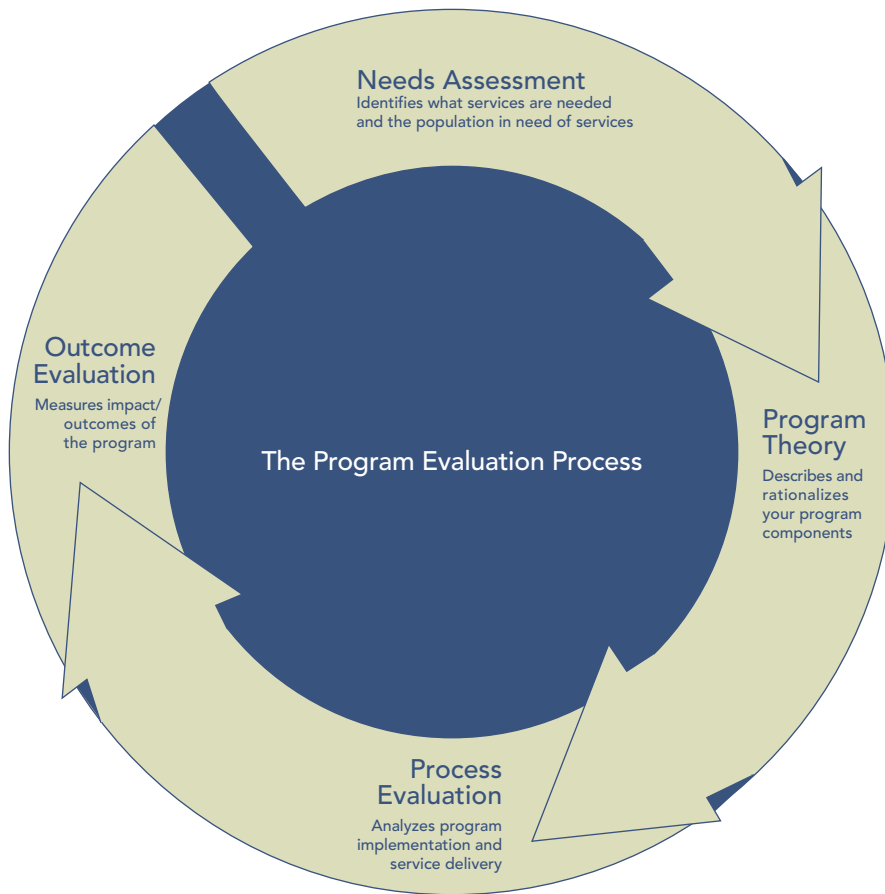 Needs Assessment
Identifies what services are needed
and the population in need of services
Program
Theory
Describes and
rationalizes
your program
components
Process
Evaluation
Analyzes program
implementation and
service delivery
Outcome
Evaluation
Measures impact/
outcomes of
the program
The Program Evaluation Process